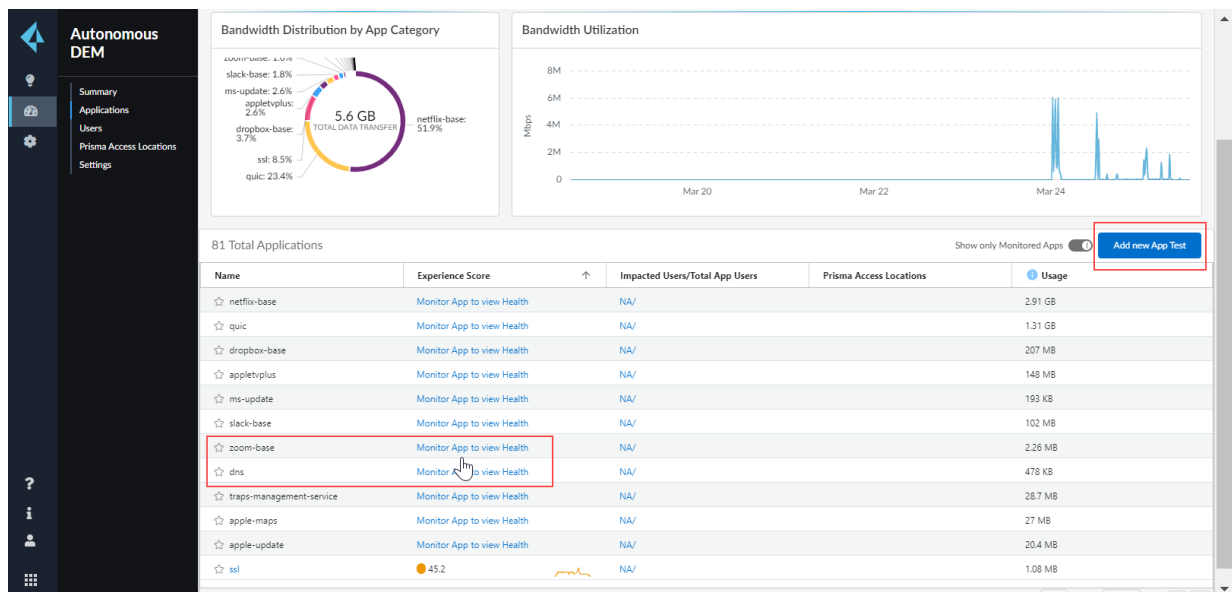 Autonomous
DEM
Summary
Applications
Users
Prisma Access Locations
Settings
Bandwidth Distribution by App Category
zoom-base: 1.8%
slack-base: 1.8%
ms-update: 2.6%
appletvplus:
2.6%
dropbox-base:
3.7%
ssl: 8.5%
quic: 23.4%
5.6 GB
TOTAL DATA TRANSFER
netflix-base:
51.9%
Bandwidth Utilization
Mbps
8M
6M
4M
2M
0
Mar 20 Mar 22 Mar 24
81 Total Applications Show only Monitored Apps Add new App Test
Name Experience Score Impacted Users/Total App Users Prisma Access Locations Usage
netflix-base Monitor App to view Health NA/ 2.91 GB
quic Monitor App to view Health NA/ 1.31 GB
dropbox-base Monitor App to view Health NA/ 207 MB
appletvplus Monitor App to view Health NA/ 148 MB
ms-update Monitor App to view Health NA/ 193 KB
slack-base Monitor App to view Health NA/ 102 MB
zoom-base Monitor App to view Health NA/ 2.26 MB
dns Monitor App to view Health NA/ 478 KB
traps-management-service Monitor App to view Health NA/ 28.7 MB
apple-maps Monitor App to view Health NA/ 27 MB
apple-update Monitor App to view Health NA/ 20.4 MB
ssl 45.2 NA/ 1.08 MB